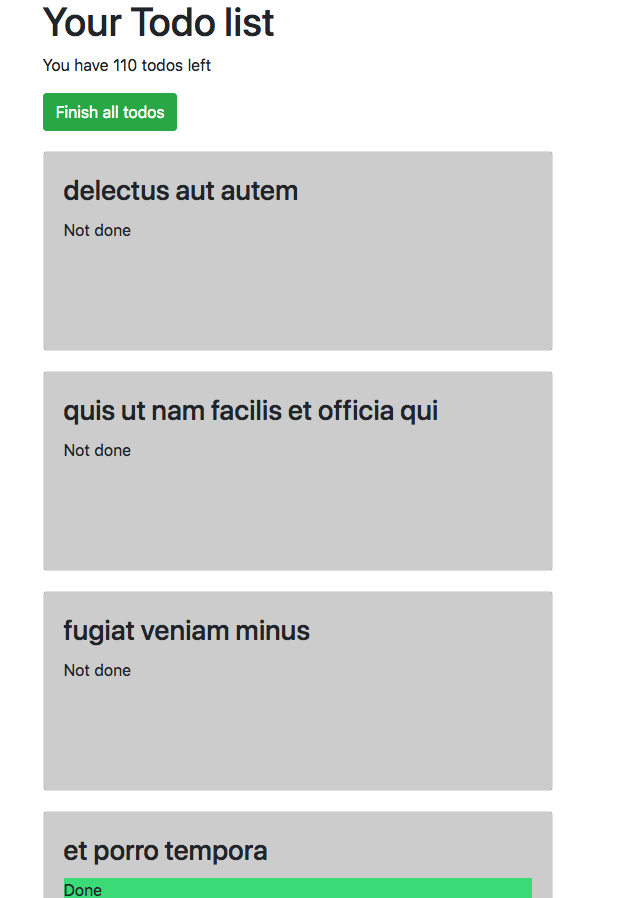 Your Todo list
You have 110 todos left
Finish all todos
delectus aut autem
Not done
quis ut nam facilis et officia qui
Not done
fugiat veniam minus
Not done
et porro tempora
Done